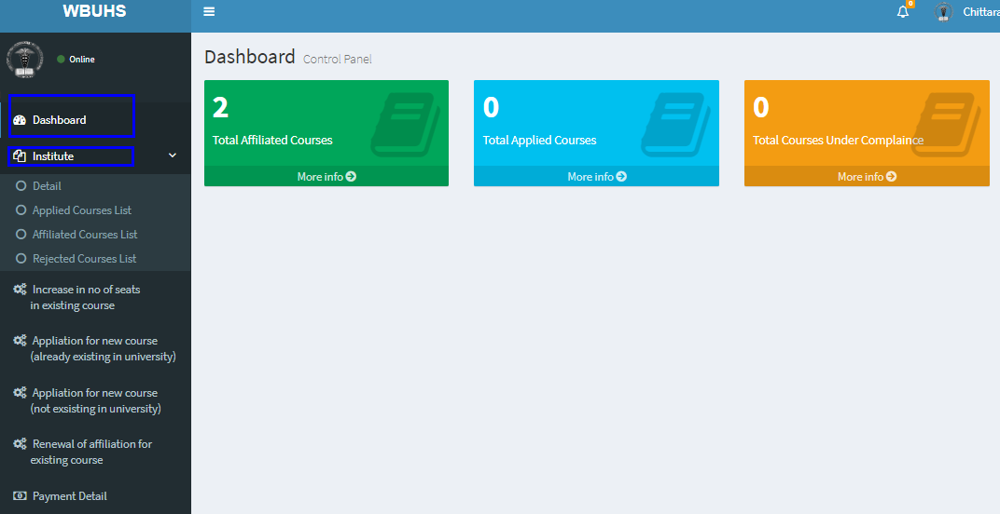 WBUHS
0
Chittara
Online
Dashboard
Institute
Detail
Applied Courses List
Affiliated Courses List
Rejected Courses List
Increase in no of seats
in existing course
Appliation for new course
(already existing in university)
Appliation for new course
(not exsisting in university)
Renewal of affiliation for
existing course
Payment Detail
Dashboard Control Panel
2
Total Affiliated Courses
More info
0
Total Applied Courses
More info
0
Total Courses Under Complaince
More info